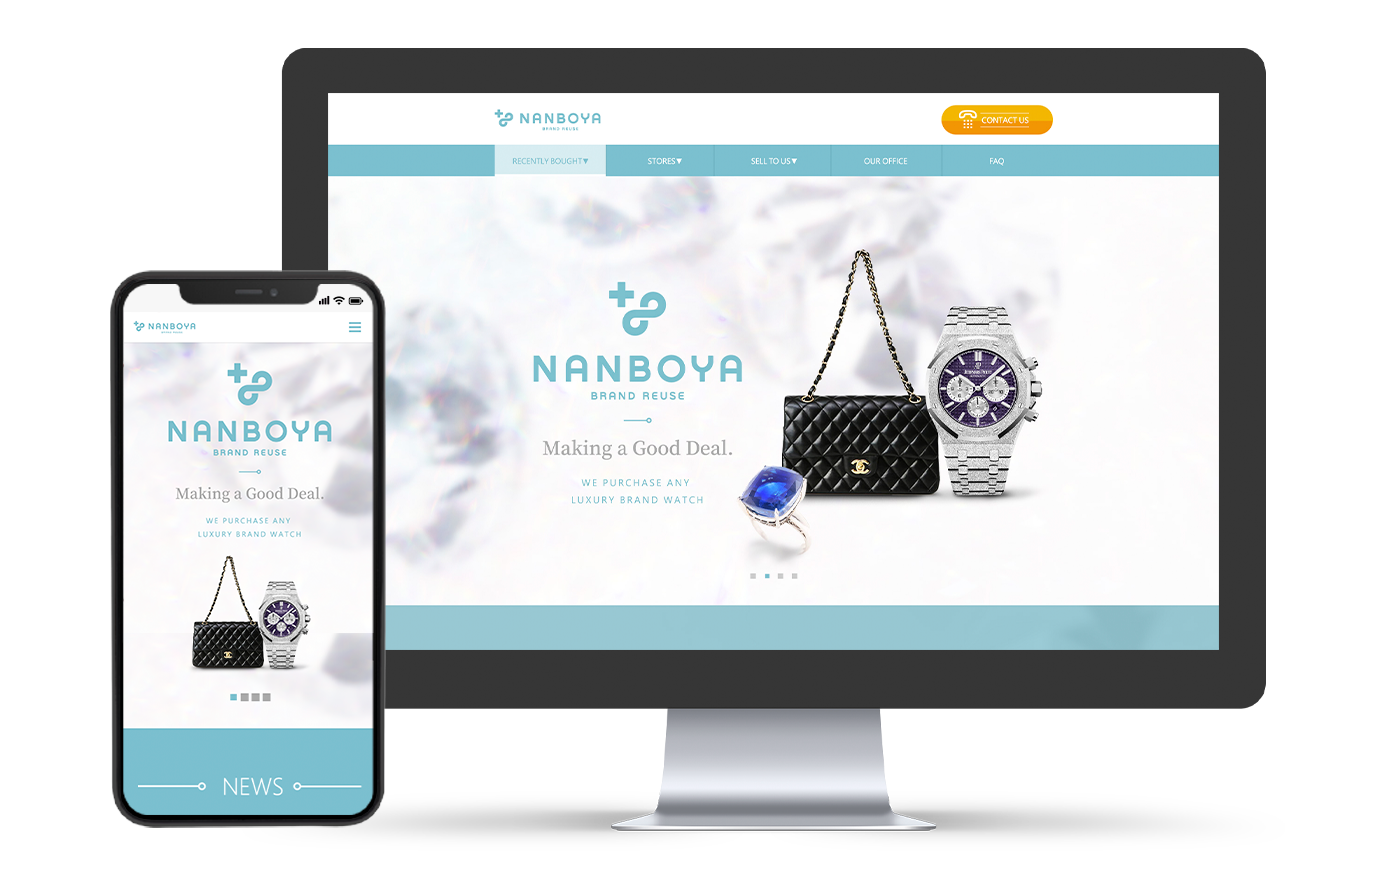 NANBOYA
BRAND REUSE
CONTACT US
RECENTLY BOUGHT▼
STORES▼
SELL TO US▼
OUR OFFICE
FAQ
NANBOYA
BRAND REUSE
Making a Good Deal.
WE PURCHASE ANY
LUXURY BRAND WATCH
NANBOYA
NANBOYA
BRAND REUSE
Making a Good Deal.
WE PURCHASE ANY
LUXURY BRAND WATCH
NEWS